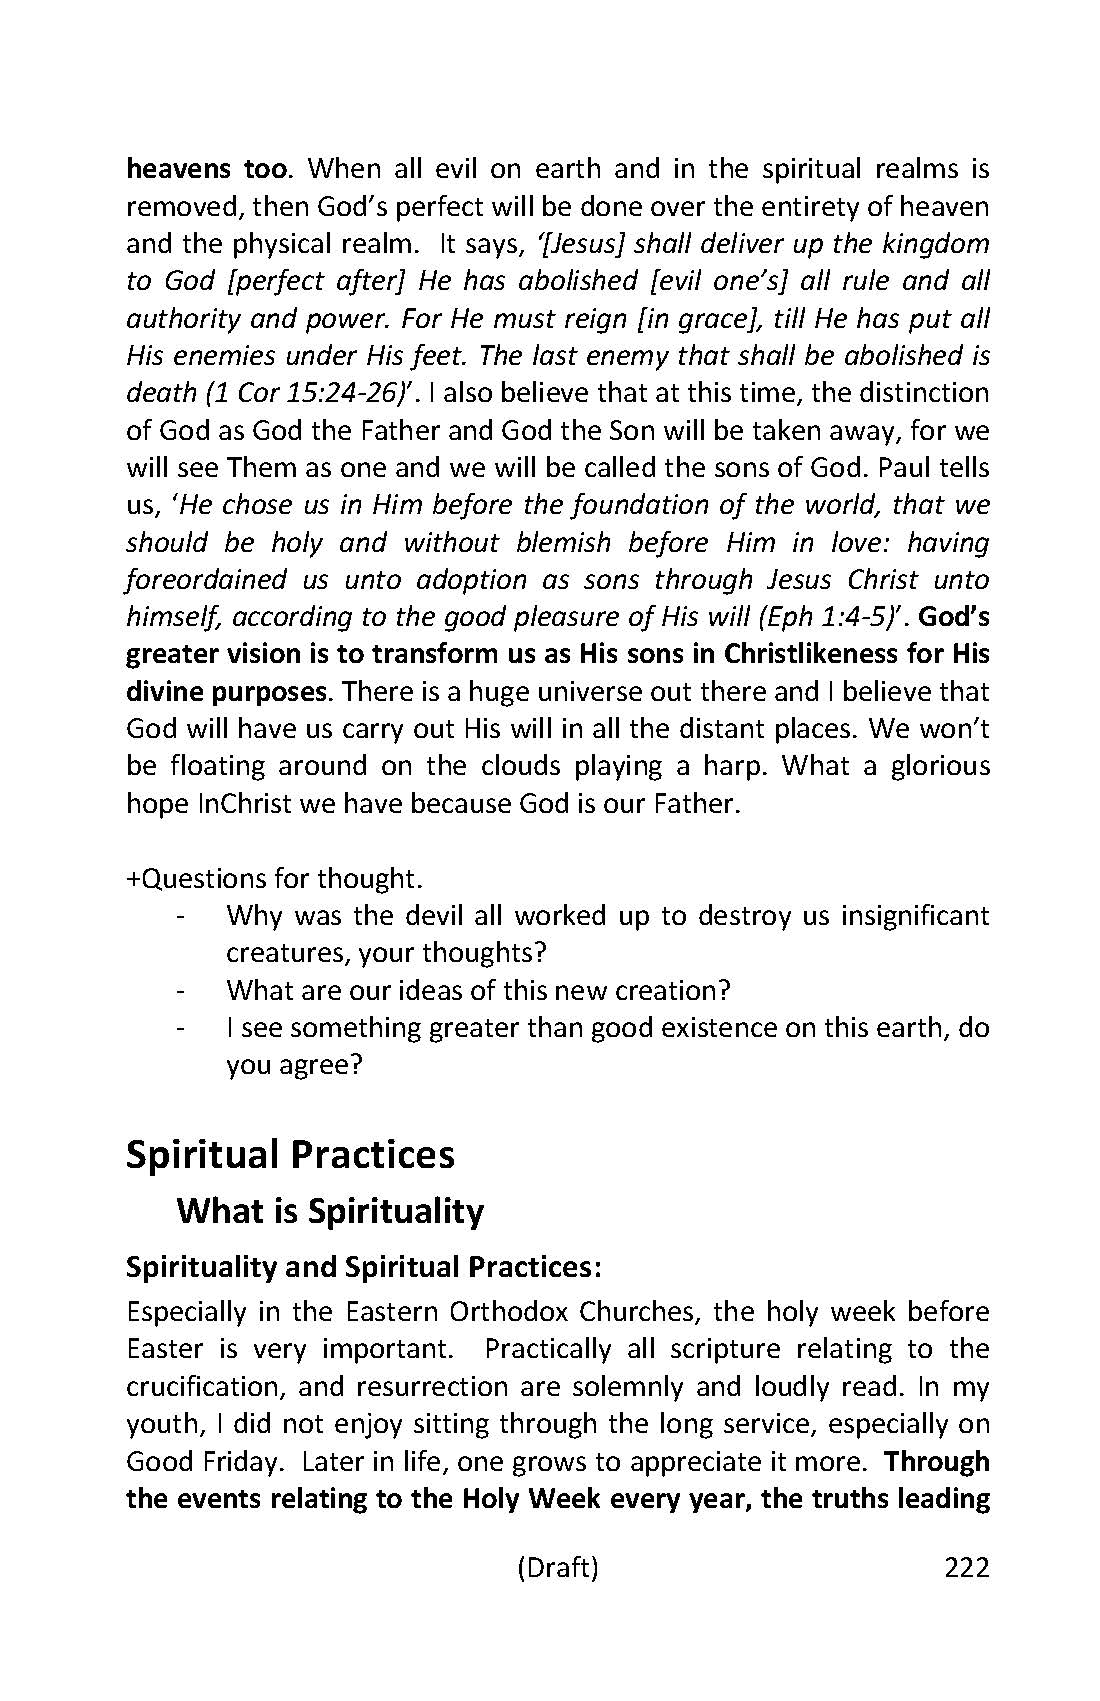 heavens too. When all evil on earth and in the spiritual realms is
removed, then God’s perfect will be done over the entirety of heaven
and the physical realm.  It says, ‘[Jesus] shall deliver up the kingdom
to God [perfect after] He has abolished [evil one’s] all rule and all
authority and power. For He must reign [in grace], till He has put all
His enemies under His feet. The last enemy that shall be abolished is
death (1 Cor 15:24-26)’. I also believe that at this time, the distinction
of God as God the Father and God the Son will be taken away, for we
will see Them as one and we will be called the sons of God. Paul tells
us, ‘He chose us in Him before the foundation of the world, that we
should be holy and without blemish before Him in love: having
foreordained us unto adoption as sons through Jesus Christ unto
himself, according to the good pleasure of His will (Eph 1:4-5)’. God’s
greater vision is to transform us as His sons in Christlikeness for His
divine purposes. There is a huge universe out there and I believe that
God will have us carry out His will in all the distant places. We won’t
be floating around on the clouds playing a harp. What a glorious
hope InChrist we have because God is our Father.
+Questions for thought.
- Why was the devil all worked up to destroy us insignificant
creatures, your thoughts?
- What are our ideas of this new creation?
- I see something greater than good existence on this earth, do
you agree?
Spiritual Practices
What is Spirituality
Spirituality and Spiritual Practices:
Especially in the Eastern Orthodox Churches, the holy week before
Easter is very important.  Practically all scripture relating to the
crucification, and resurrection are solemnly and loudly read. In my
youth, I did not enjoy sitting through the long service, especially on
Good Friday.  Later in life, one grows to appreciate it more.  Through
the events relating to the Holy Week every year, the truths leading
(Draft) 222